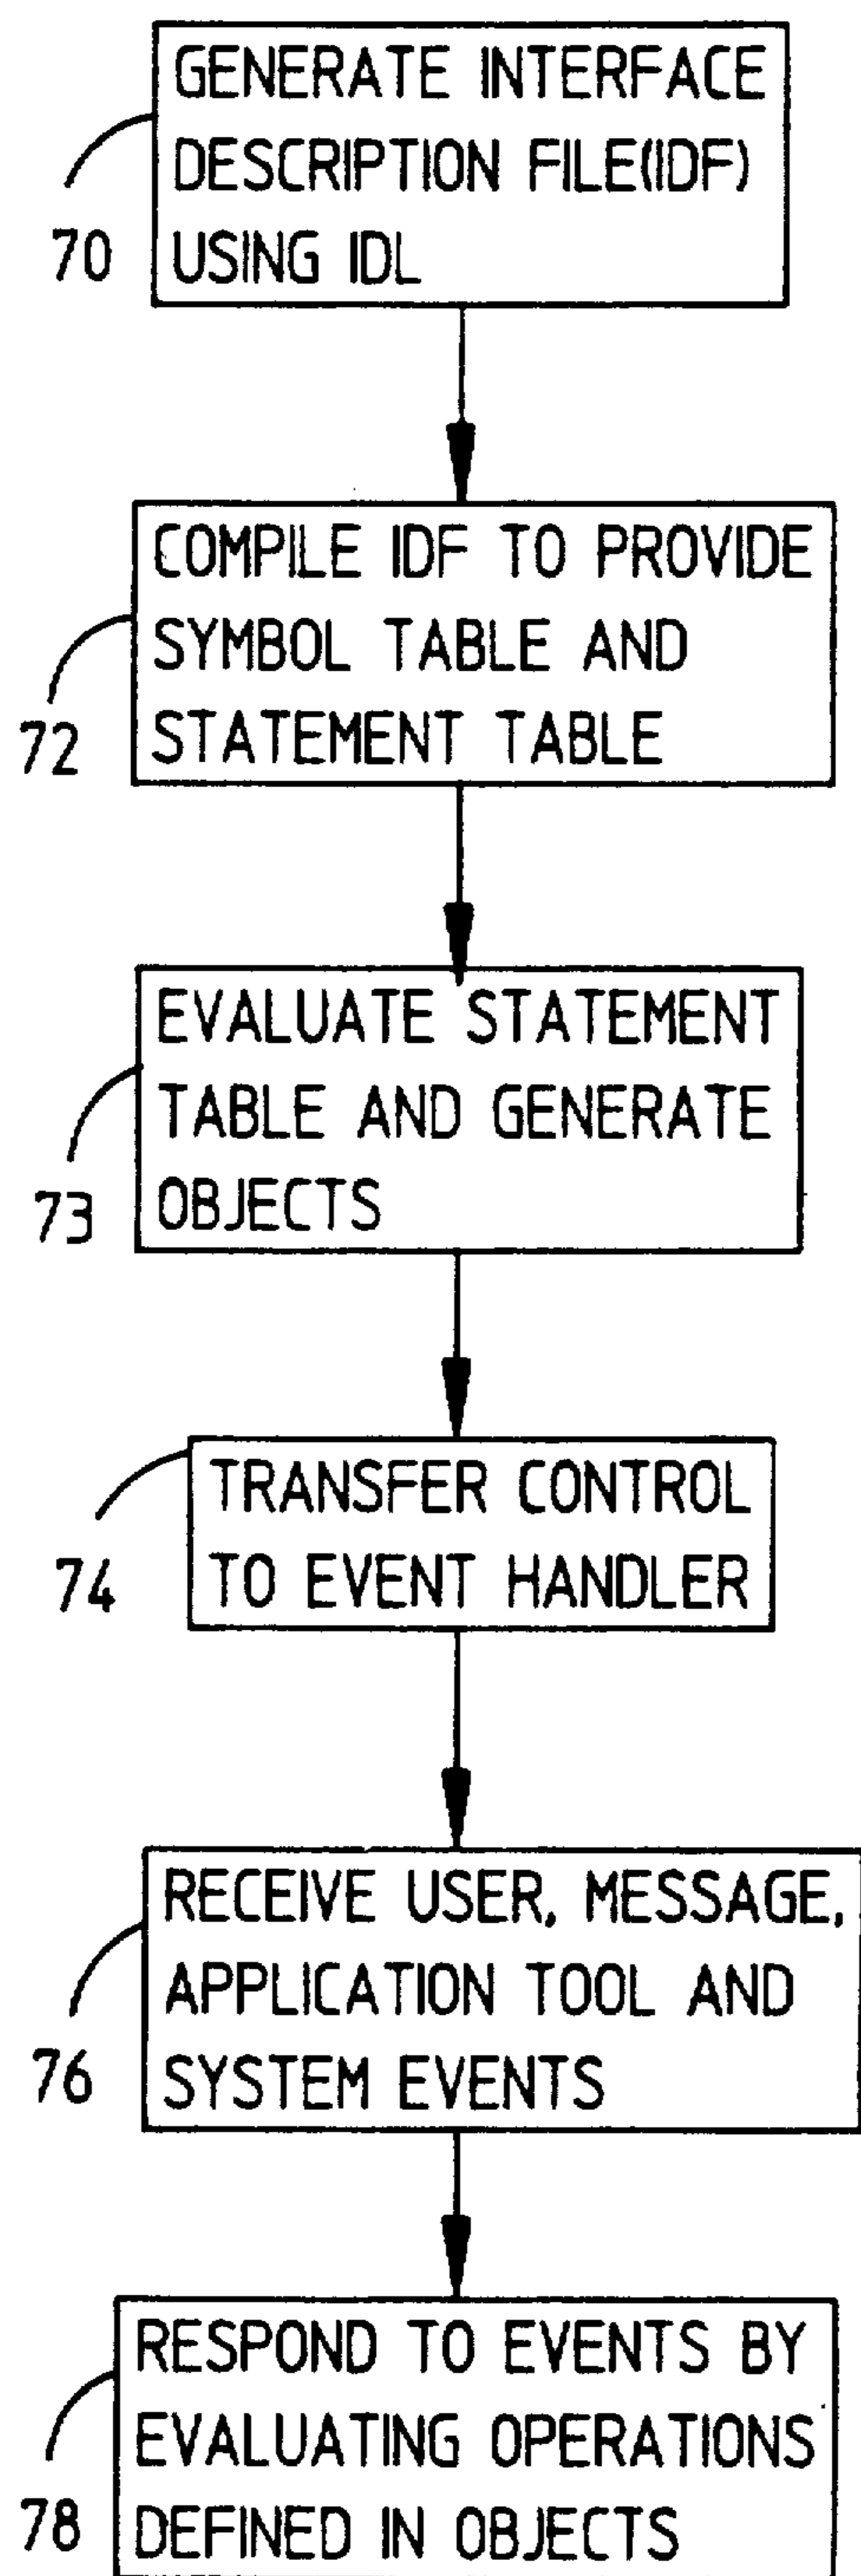 GENERATE INTERFACE
DESCRIPTION FILE(IDF)
USING IDL
70
COMPILE IDF TO PROVIDE
SYMBOL TABLE AND
STATEMENT TABLE
72
EVALUATE STATEMENT
TABLE AND GENERATE
OBJECTS
73
TRANSFER CONTROL
TO EVENT HANDLER
74
RECEIVE USER, MESSAGE,
APPLICATION TOOL AND
SYSTEM EVENTS
76
RESPOND TO EVENTS BY
EVALUATING OPERATIONS
DEFINED IN OBJECTS
78